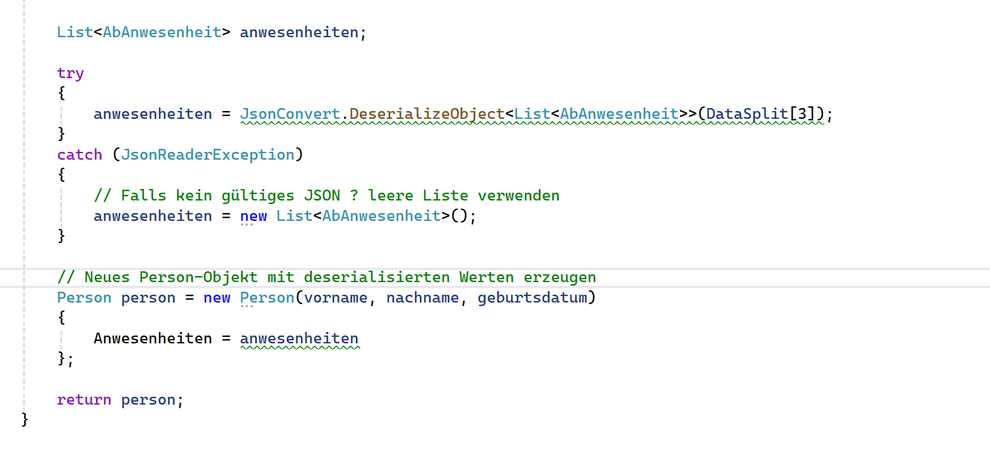 List<AbAnwesenheit> anwesenheiten;
try
{
anwesenheiten = JsonConvert.DeserializeObject<List<AbAnwesenheit>>(DataSplit[3]);
}
catch (JsonReaderException)
{
// Falls kein gültiges JSON ? leere Liste verwenden
anwesenheiten = new List<AbAnwesenheit>();
}
// Neues Person-Objekt mit deserialisierten Werten erzeugen
Person person = new Person(vorname, nachname, geburtsdatum)
{
Anwesenheiten = anwesenheiten
};
return person;
}